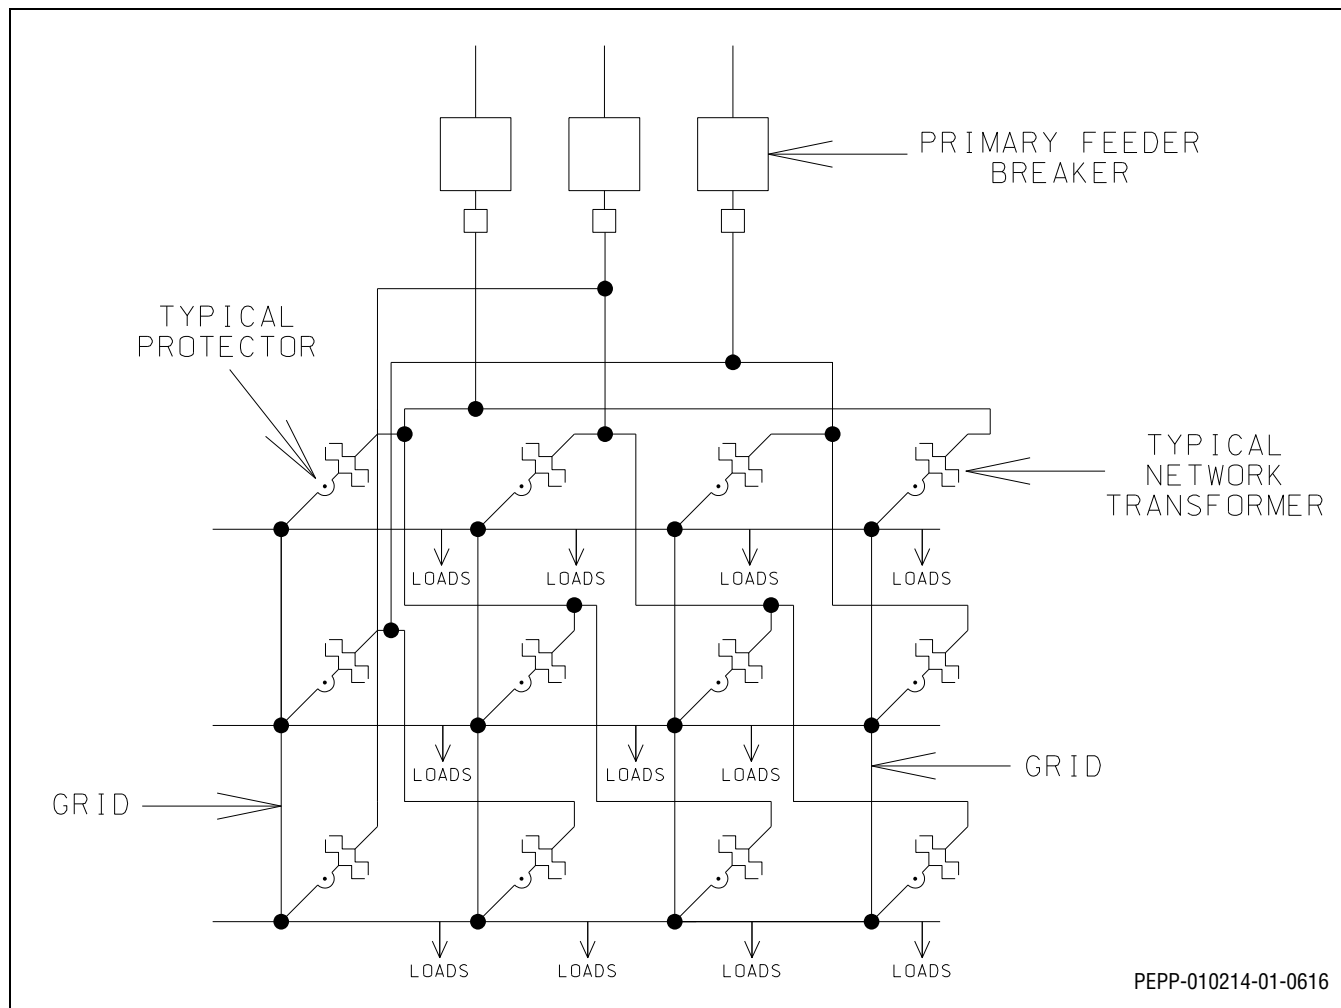 PRIMARY FEEDER
BREAKER
TYPICAL
PROTECTOR
TYPICAL
NETWORK
TRANSFORMER
LOADS
LOADS
LOADS
LOADS
LOADS
LOADS
LOADS
GRID
GRID
LOADS
LOADS
LOADS
LOADS
PEPP-010214-01-0616